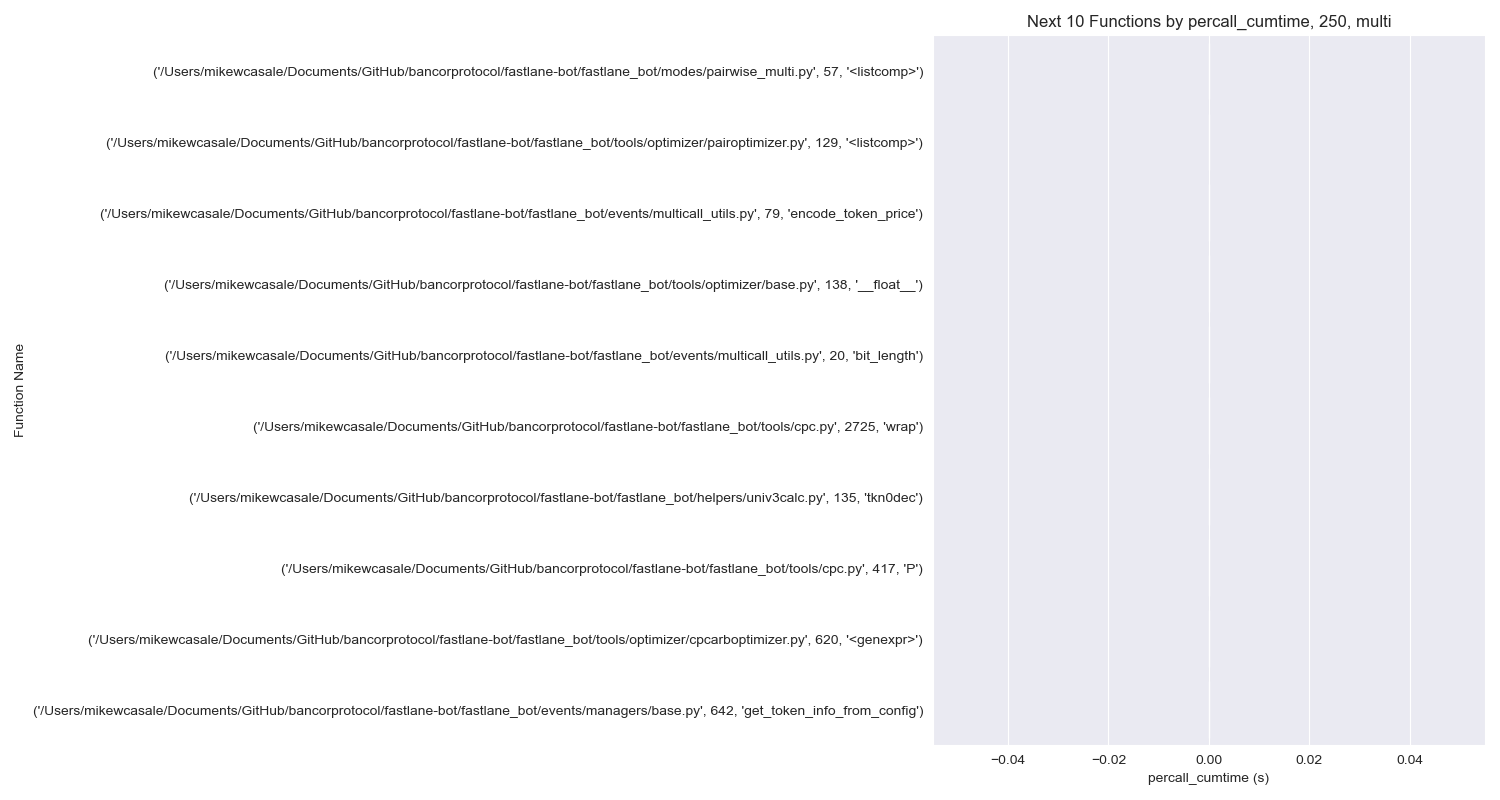 Next 10 Functions by percall_cumtime, 250, multi
('/Users/mikewcasale/Documents/GitHub/bancorprotocol/fastlane-bot/fastlane_bot/modes/pairwise_multi.py', 57, '<listcomp>')
('/Users/mikewcasale/Documents/GitHub/bancorprotocol/fastlane-bot/fastlane_bot/tools/optimizer/pairoptimizer.py', 129, '<listcomp>')
('/Users/mikewcasale/Documents/GitHub/bancorprotocol/fastlane-bot/fastlane_bot/events/multicall_utils.py', 79, 'encode_token_price')
('/Users/mikewcasale/Documents/GitHub/bancorprotocol/fastlane-bot/fastlane_bot/tools/optimizer/base.py', 138, '__float__')
('/Users/mikewcasale/Documents/GitHub/bancorprotocol/fastlane-bot/fastlane_bot/events/multicall_utils.py', 20, 'bit_length')
('/Users/mikewcasale/Documents/GitHub/bancorprotocol/fastlane-bot/fastlane_bot/tools/cpc.py', 2725, 'wrap')
('/Users/mikewcasale/Documents/GitHub/bancorprotocol/fastlane-bot/fastlane_bot/helpers/univ3calc.py', 135, 'tkn0dec')
('/Users/mikewcasale/Documents/GitHub/bancorprotocol/fastlane-bot/fastlane_bot/tools/cpc.py', 417, 'P')
('/Users/mikewcasale/Documents/GitHub/bancorprotocol/fastlane-bot/fastlane_bot/tools/optimizer/cpcarboptimizer.py', 620, '<genexpr>')
('/Users/mikewcasale/Documents/GitHub/bancorprotocol/fastlane-bot/fastlane_bot/events/managers/base.py', 642, 'get_token_info_from_config')
Function Name
−0.04 −0.02 0.00 0.02 0.04
percall_cumtime (s)